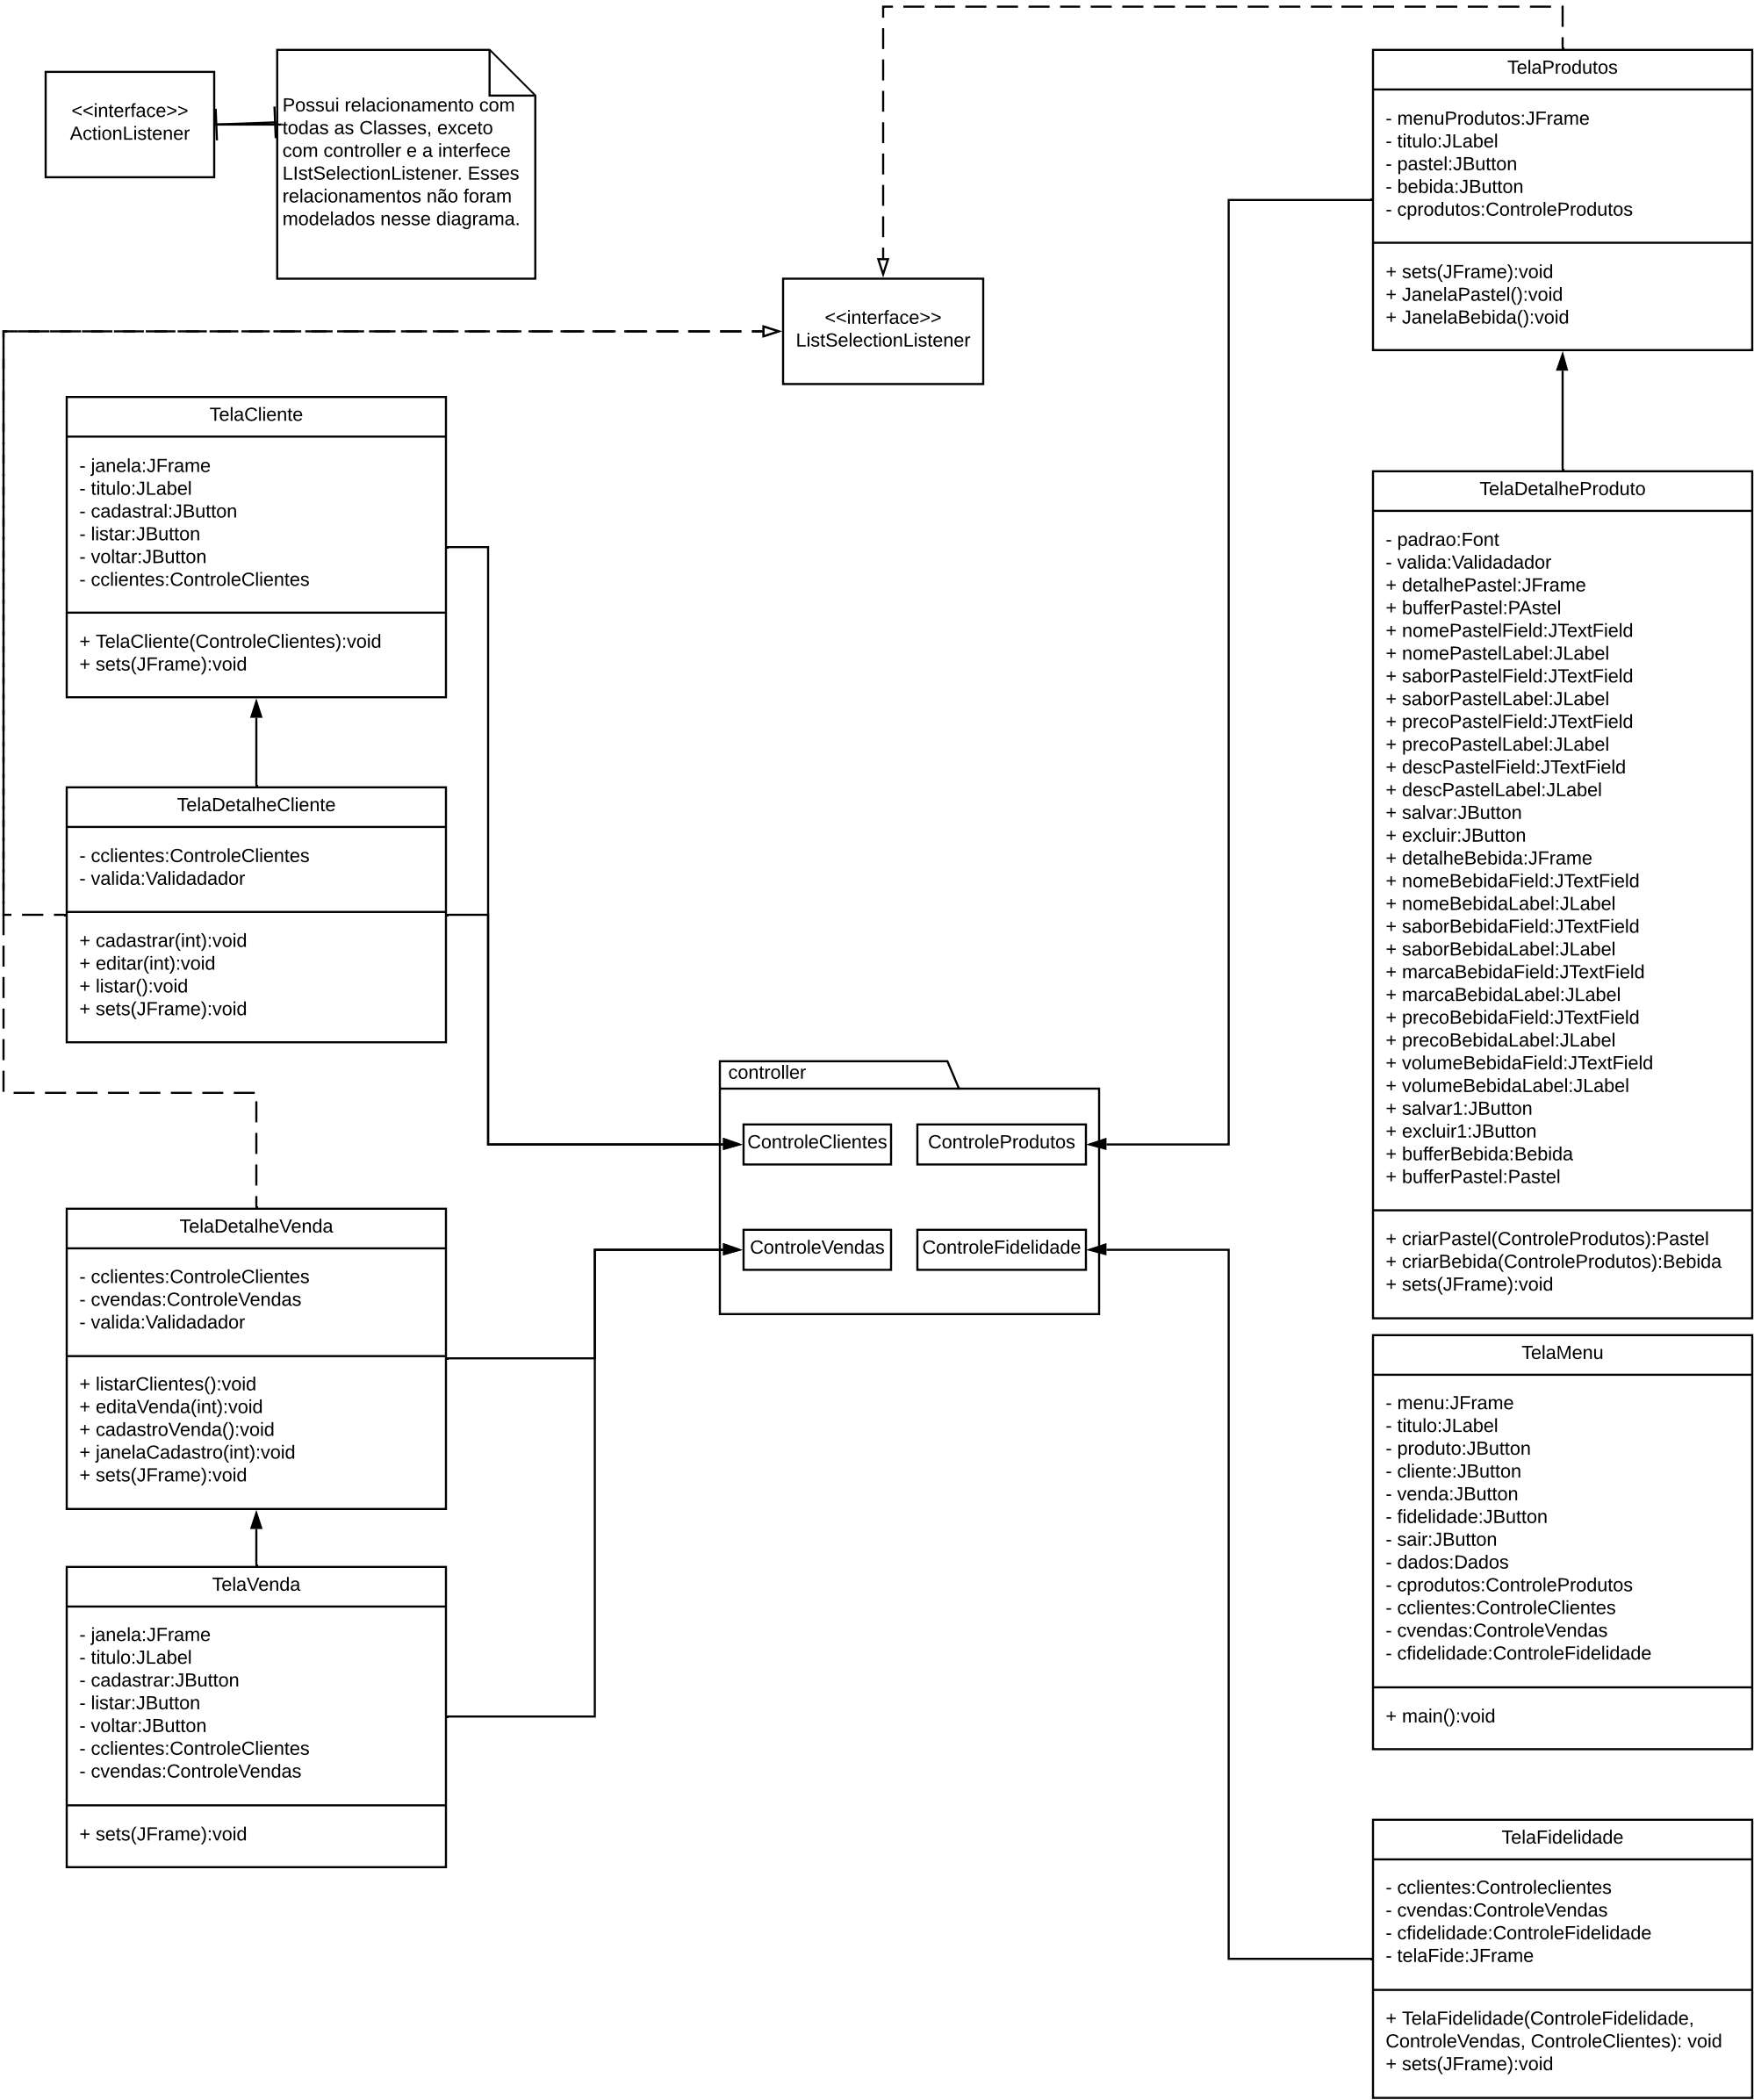 <<interface>>
ActionListener
Possui relacionamento com
todas as Classes, exceto
com controller e a interfece
LIstSelectionListener. Esses
relacionamentos não foram
modelados nesse diagrama.
<<interface>>
ListSelectionListener
TelaCliente
- janela:JFrame
- titulo:JLabel
- cadastral:JButton
- listar:JButton
- voltar:JButton
- cclientes:ControleClientes
+ TelaCliente(ControleClientes):void
+ sets(JFrame):void
TelaDetalheCliente
- cclientes:ControleClientes
- valida:Validadador
+ cadastrar(int):void
+ editar(int):void
+ listar():void
+ sets(JFrame):void
TelaDetalheVenda
- cclientes:ControleClientes
- cvendas:ControleVendas
- valida:Validadador
+ listarClientes():void
+ editaVenda(int):void
+ cadastroVenda():void
+ janelaCadastro(int):void
+ sets(JFrame):void
TelaVenda
- janela:JFrame
- titulo:JLabel
- cadastrar:JButton
- listar:JButton
- voltar:JButton
- cclientes:ControleClientes
- cvendas:ControleVendas
+ sets(JFrame):void
controller
ControleClientes
ControleProdutos
ControleVendas
ControleFidelidade
TelaProdutos
- menuProdutos:JFrame
- titulo:JLabel
- pastel:JButton
- bebida:JButton
- cprodutos:ControleProdutos
+ sets(JFrame):void
+ JanelaPastel():void
+ JanelaBebida():void
TelaDetalheProduto
- padrao:Font
- valida:Validadador
+ detalhePastel:JFrame
+ bufferPastel:PAstel
+ nomePastelField:JTextField
+ nomePastelLabel:JLabel
+ saborPastelField:JTextField
+ saborPastelLabel:JLabel
+ precoPastelField:JTextField
+ precoPastelLabel:JLabel
+ descPastelField:JTextField
+ descPastelLabel:JLabel
+ salvar:JButton
+ excluir:JButton
+ detalheBebida:JFrame
+ nomeBebidaField:JTextField
+ nomeBebidaLabel:JLabel
+ saborBebidaField:JTextField
+ saborBebidaLabel:JLabel
+ marcaBebidaField:JTextField
+ marcaBebidaLabel:JLabel
+ precoBebidaField:JTextField
+ precoBebidaLabel:JLabel
+ volumeBebidaField:JTextField
+ volumeBebidaLabel:JLabel
+ salvar1:JButton
+ excluir1:JButton
+ bufferBebida:Bebida
+ bufferPastel:Pastel
+ criarPastel(ControleProdutos):Pastel
+ criarBebida(ControleProdutos):Bebida
+ sets(JFrame):void
TelaMenu
- menu:JFrame
- titulo:JLabel
- produto:JButton
- cliente:JButton
- venda:JButton
- fidelidade:JButton
- sair:JButton
- dados:Dados
- cprodutos:ControleProdutos
- cclientes:ControleClientes
- cvendas:ControleVendas
- cfidelidade:ControleFidelidade
+ main():void
TelaFidelidade
- cclientes:Controleclientes
- cvendas:ControleVendas
- cfidelidade:ControleFidelidade
- telaFide:JFrame
+ TelaFidelidade(ControleFidelidade,
ControleVendas, ControleClientes): void
+ sets(JFrame):void